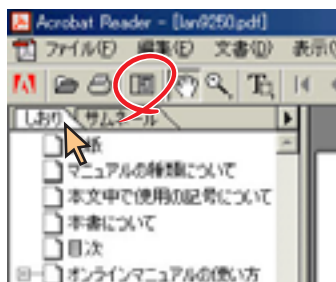 Acrobat Reader - [lan9250.pdf]
ファイル(F) 編集(E) 文書(D) 表示(
しおり サムネール
紙
マニュアルの種類について
本文中で使用の記号について
本書について
目次
オンラインマニュアルの使い方